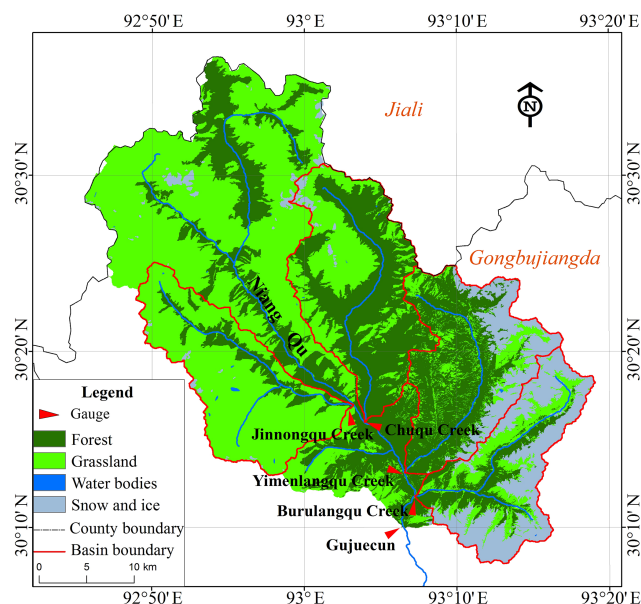 92°50' E
93°E
93°10' E
93°20' E
Jiali
N
30°30' N
30°30' N
Gongbujiangda
Niang Qu
30°20' N
30°20' N
Legend
Gauge
Forest
Grassland
Water bodies
Snow and ice
County boundary
Basin boundary
0 5 10 km
Jinnongqu Creek
Chuqu Creek
Yimenlangqu Creek
Burulangqu Creek
Gujuecun
30°10' N
30°10' N
92°50' E
93°E
93°10' E
93°20' E